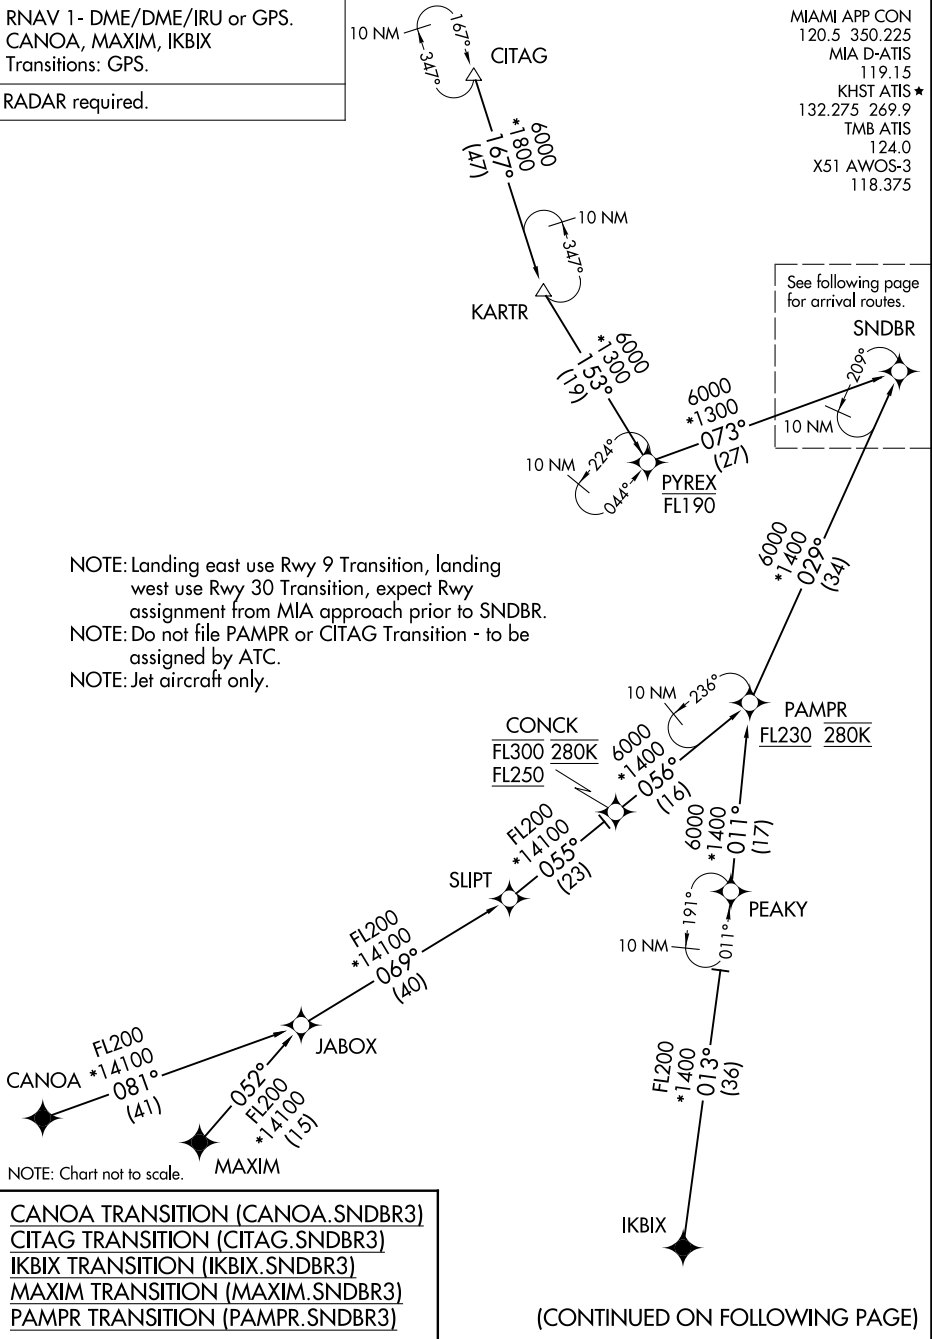 RNAV 1- DME/DME/IRU or GPS.
CANOA, MAXIM, IKBIX
Transitions: GPS.
RADAR required.
MIAMI APP CON
120.5 350.225
MIA D-ATIS
119.15
KHST ATIS★
132.275 269.9
TMB ATIS
124.0
X51 AWOS-3
118.375
10 NM
167°
347°
CITAG
6000
*1800
167°
(47)
10 NM
347°
KARTR
6000
*1300
153°
(19)
See following page
for arrival routes.
SNDBR
209°
10 NM
6000
*1300
073°
(27)
10 NM
224°
044°
PYREX
FL190
6000
*1400
029°
(34)
NOTE: Landing east use Rwy 9 Transition, landing
west use Rwy 30 Transition, expect Rwy
assignment from MIA approach prior to SNDBR.
NOTE: Do not file PAMPR or CITAG Transition - to be
assigned by ATC.
NOTE: Jet aircraft only.
10 NM
236°
PAMPR
FL230 280K
CONCK
FL300 280K
FL250
6000
*1400
056°
(16)
6000
*1400
011°
(17)
FL200
*14100
055°
(23)
SLIPT
PEAKY
191°
011°
10 NM
FL200
*14100
069°
(40)
JABOX
FL200
*14100
081°
(41)
CANOA
052°
FL200
*14100
(15)
MAXIM
FL200
*1400
013°
(36)
IKBIX
NOTE: Chart not to scale.
CANOA TRANSITION (CANOA.SNDBR3)
CITAG TRANSITION (CITAG.SNDBR3)
IKBIX TRANSITION (IKBIX.SNDBR3)
MAXIM TRANSITION (MAXIM.SNDBR3)
PAMPR TRANSITION (PAMPR.SNDBR3)
(CONTINUED ON FOLLOWING PAGE)